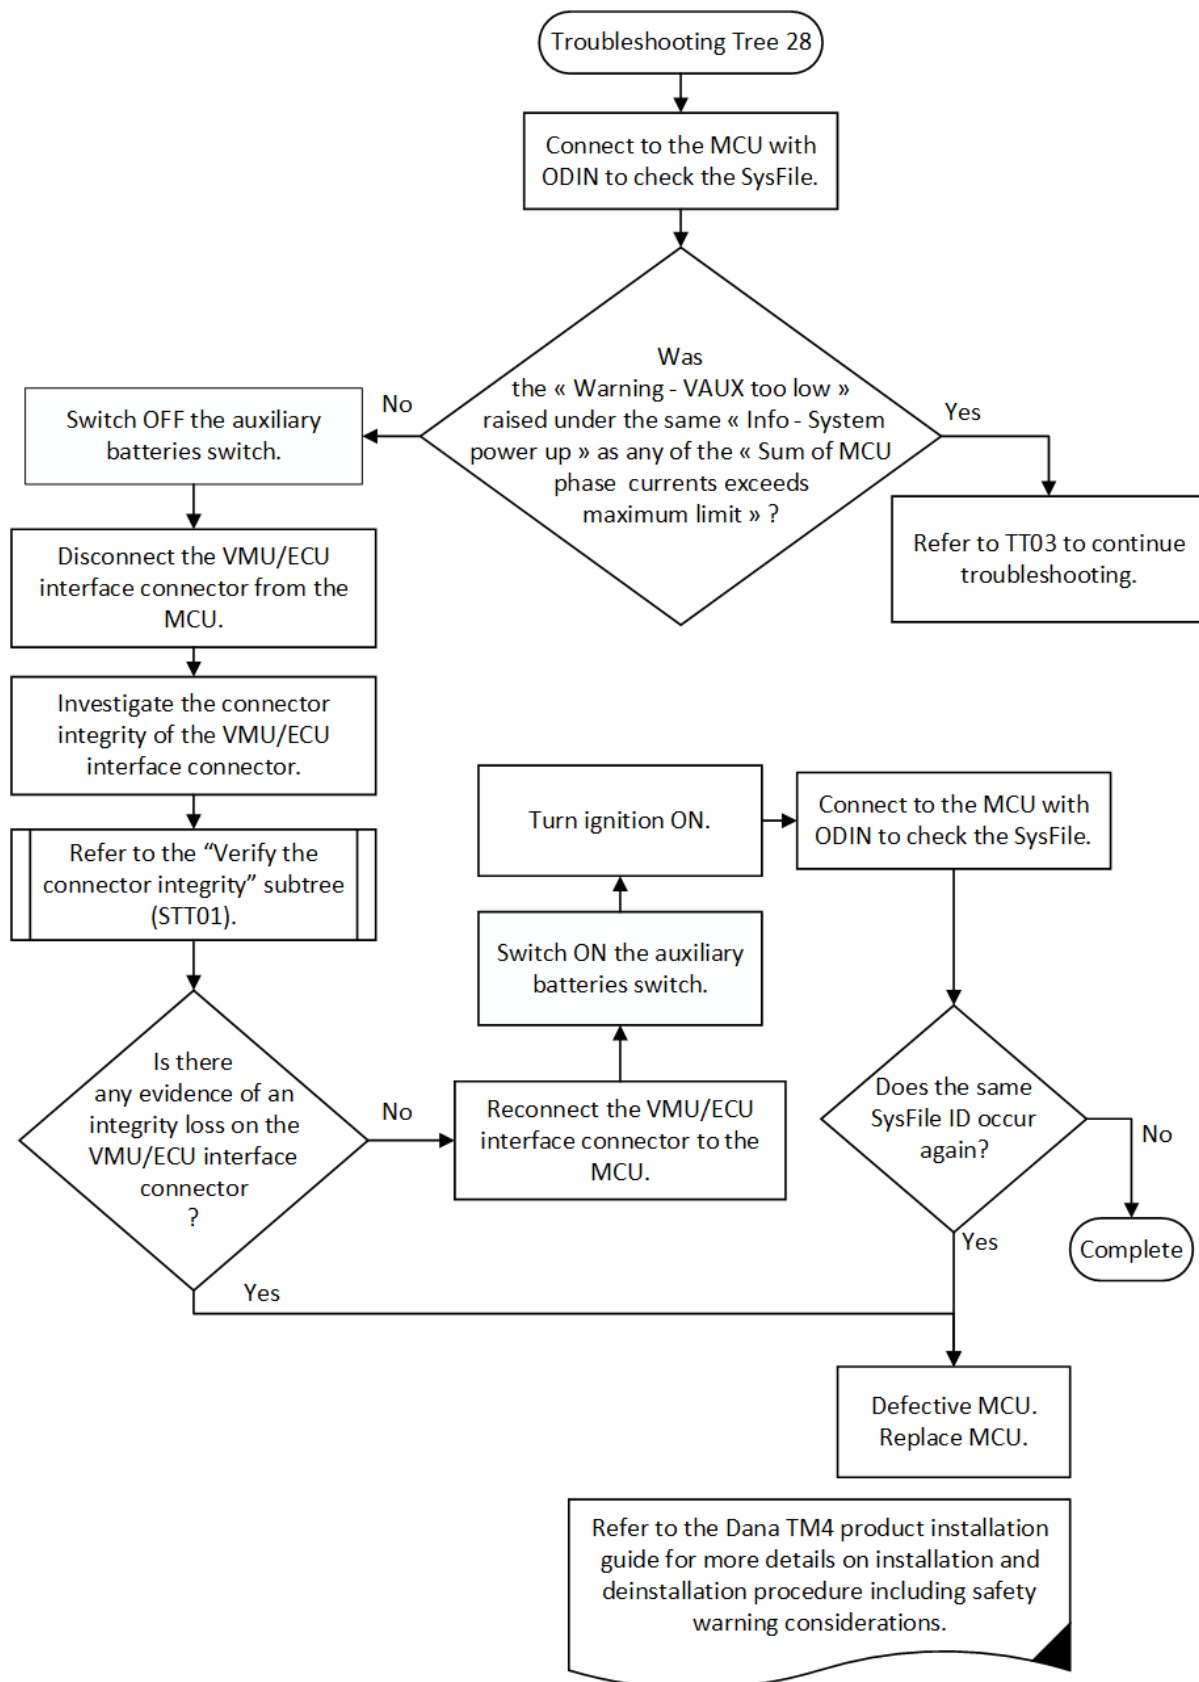 Troubleshooting Tree 28
Connect to the MCU with
ODIN to check the SysFile.
Was
the « Warning - VAUX too low »
raised under the same « Info - System
power up » as any of the « Sum of MCU
phase currents exceeds
maximum limit » ?
No
Yes
Switch OFF the auxiliary
batteries switch.
Refer to TT03 to continue
troubleshooting.
Disconnect the VMU/ECU
interface connector from the
MCU.
Investigate the connector
integrity of the VMU/ECU
interface connector.
Refer to the “Verify the
connector integrity” subtree
(STT01).
Is there
any evidence of an
integrity loss on the
VMU/ECU interface
connector
?
No
Yes
Reconnect the VMU/ECU
interface connector to the
MCU.
Switch ON the auxiliary
batteries switch.
Turn ignition ON.
Connect to the MCU with
ODIN to check the SysFile.
Does the same
SysFile ID occur
again?
No
Complete
Yes
Defective MCU.
Replace MCU.
Refer to the Dana TM4 product installation
guide for more details on installation and
deinstallation procedure including safety
warning considerations.